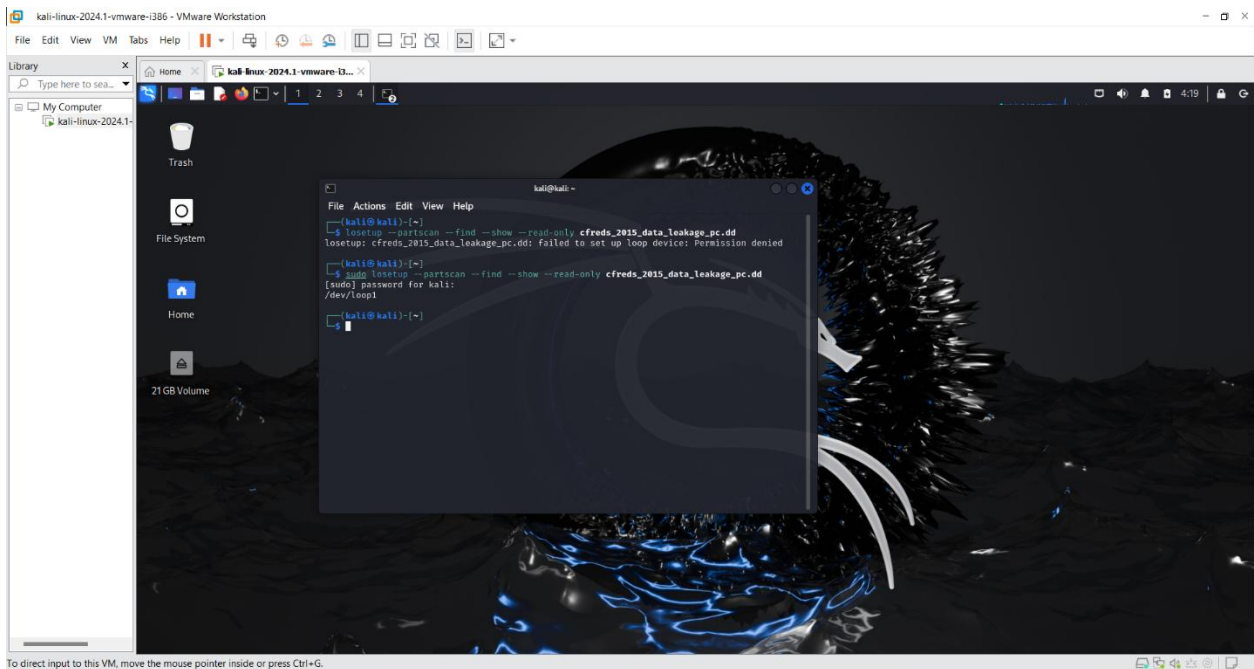 kali-linux-2024.1-vmware-i386 - VMware Workstation
File Edit View VM Tabs Help
Library
Home
kali-linux-2024.1-vmware-i3...
Type here to sea...
1 2 3 4
4:19
My Computer
kali-linux-2024.1-
Trash
File System
Home
21 GB Volume
kali@kali: ~
File Actions Edit View Help
┌──(kali㉿kali)-[~]
└─$ losetup --partscan --find --show --read-only cfreds_2015_data_leakage_pc.dd
losetup: cfreds_2015_data_leakage_pc.dd: failed to set up loop device: Permission denied
┌──(kali㉿kali)-[~]
└─$ sudo losetup --partscan --find --show --read-only cfreds_2015_data_leakage_pc.dd
[sudo] password for kali:
/dev/loop1
┌──(kali㉿kali)-[~]
└─$
To direct input to this VM, move the mouse pointer inside or press Ctrl+G.